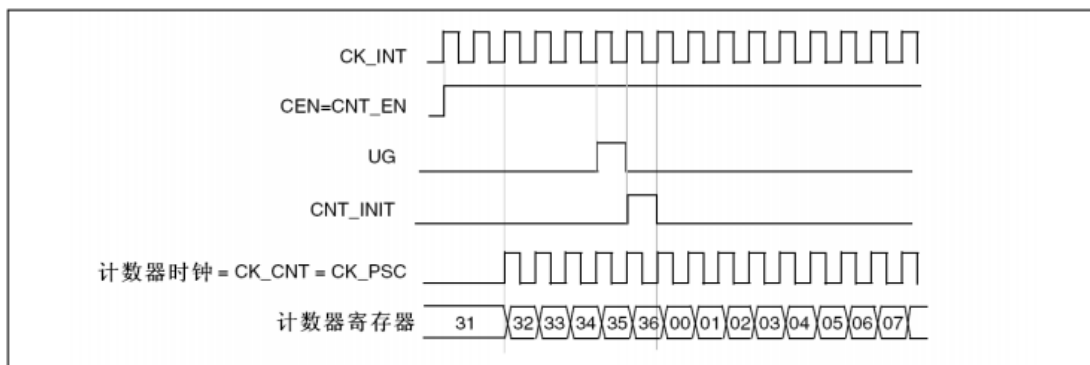 CK_INT
CEN=CNT_EN
UG
CNT_INIT
计数器时钟 = CK_CNT = CK_PSC
计数器寄存器 31 32 33 34 35 36 00 01 02 03 04 05 06 07